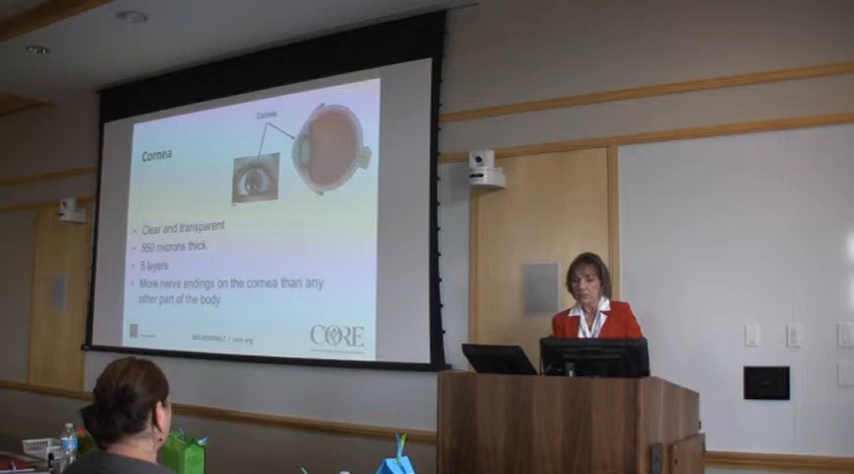 Cornea
Cornea
Clear and transparent
550 microns thick
5 layers
More nerve endings on the cornea than any
other part of the body
CORE